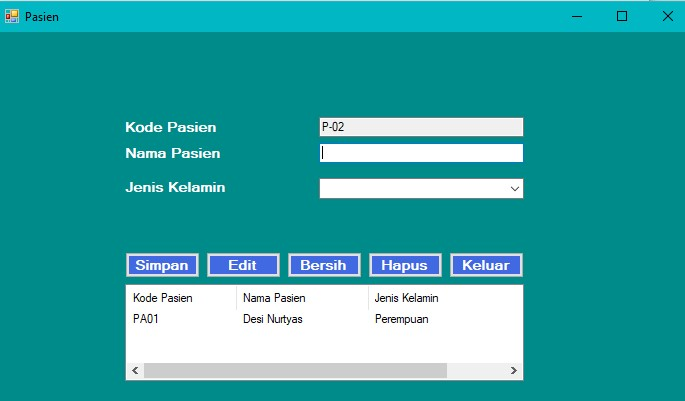 Pasien
Kode Pasien P-02
Nama Pasien
Jenis Kelamin
Simpan Edit Bersih Hapus Keluar
Kode Pasien Nama Pasien Jenis Kelamin
PA01 Desi Nurtyas Perempuan